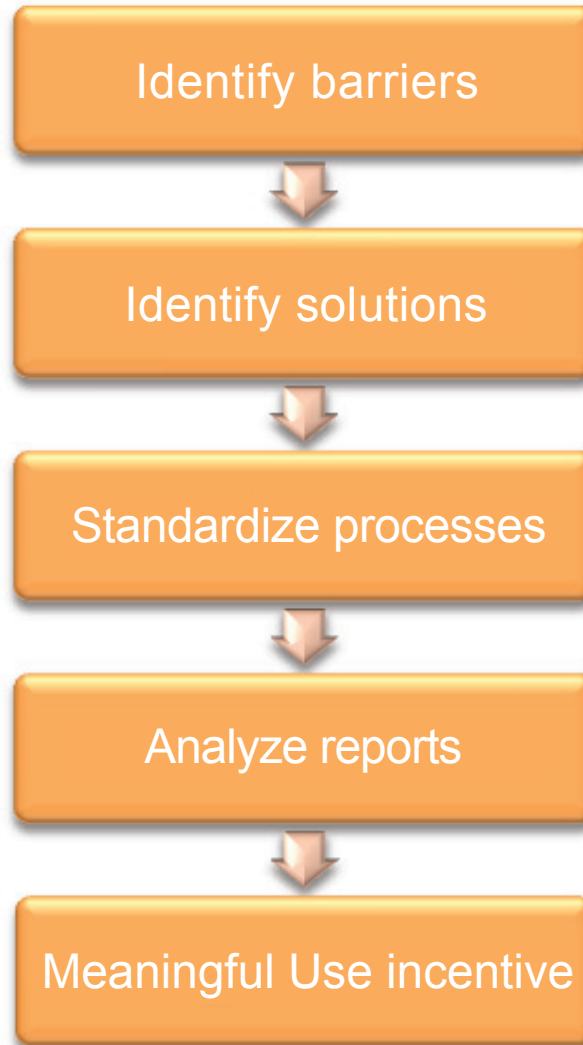 Identify barriers
Identify solutions
Standardize processes
Analyze reports
Meaningful Use incentive